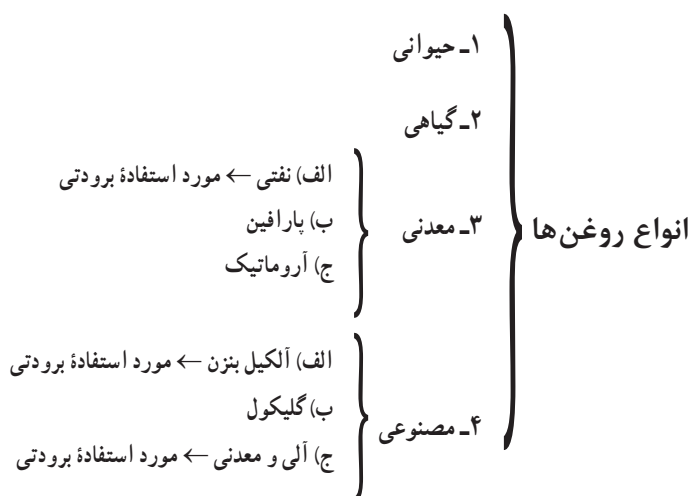 انواع روغن‌ها
۱ـ حیوانی
۲ـ گیاهی
۳ـ معدنی
الف) نفتی ← مورد استفادهٔ برودتی
ب) پارافین
ج) آروماتیک
۴ـ مصنوعی
الف) آلکیل بنزن ← مورد استفادهٔ برودتی
ب) گلیکول
ج) آلی و معدنی ← مورد استفادهٔ برودتی